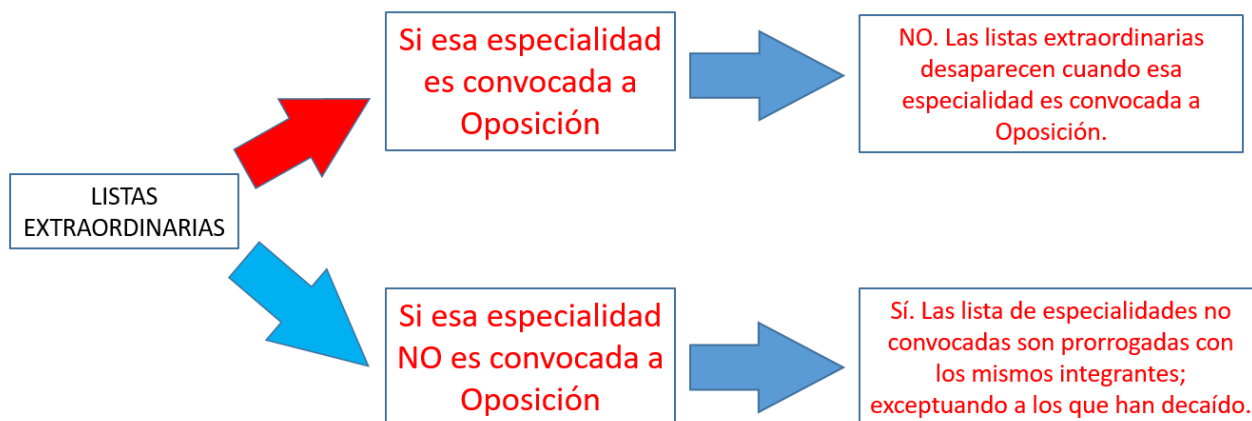 LISTAS
EXTRAORDINARIAS
Si esa especialidad
es convocada a
Oposición
NO. Las listas extraordinarias
desaparecen cuando esa
especialidad es convocada a
Oposición.
Si esa especialidad
NO es convocada a
Oposición
Sí. Las lista de especialidades no
convocadas son prorrogadas con
los mismos integrantes;
exceptuando a los que han decaído.